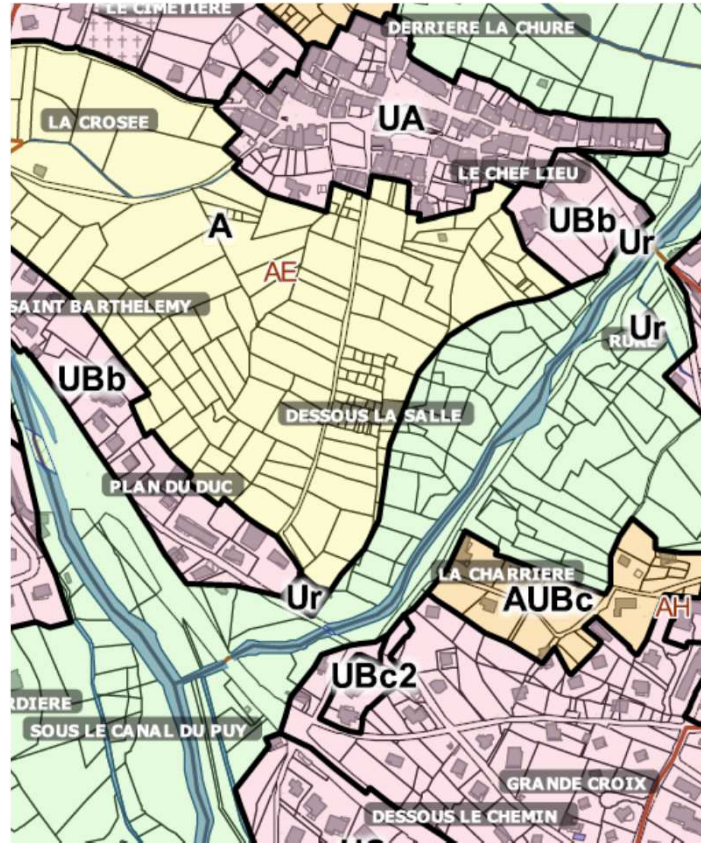 LE CIMETIERE
DERRIERE LA CHURE
LA CROSEE
UA
LE CHEF LIEU
UBb
Ur
A
AE
SAINT BARTHELEMY
Ur
UBb
DESSOUS LA SALLE
PLAN DU DUC
Ur
LA CHARRIERE
AUBc
AH
UBc2
RDIERE
SOUS LE CANAL DU PUY
GRANDE CROIX
DESSOUS LE CHEMIN